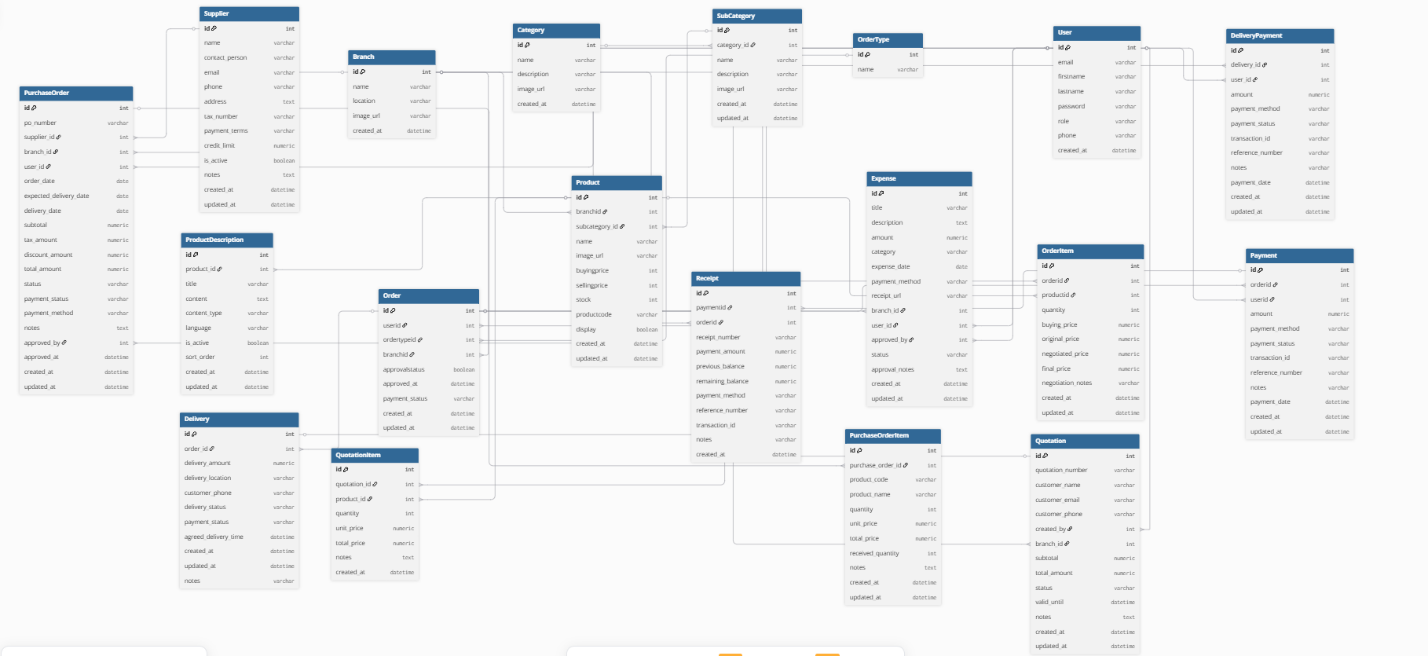 Supplier
id int
name varchar
contact_person varchar
email varchar
phone varchar
address text
tax_number varchar
payment_terms varchar
credit_limit numeric
is_active boolean
notes text
created_at datetime
updated_at datetime
Branch
id int
name varchar
location varchar
image_url varchar
created_at datetime
Category
id int
name varchar
description varchar
image_url varchar
created_at datetime
SubCategory
id int
category_id int
name varchar
description varchar
image_url varchar
created_at datetime
updated_at datetime
OrderType
id int
name varchar
User
id int
email varchar
firstname varchar
lastname varchar
password varchar
role varchar
phone varchar
created_at datetime
DeliveryPayment
id int
delivery_id int
user_id int
amount numeric
payment_method varchar
payment_status varchar
transaction_id varchar
reference_number varchar
notes varchar
payment_date datetime
created_at datetime
updated_at datetime
PurchaseOrder
id int
po_number varchar
supplier_id int
branch_id int
user_id int
order_date date
expected_delivery_date date
delivery_date date
subtotal numeric
tax_amount numeric
discount_amount numeric
total_amount numeric
status varchar
payment_status varchar
payment_method varchar
notes text
approved_by int
approved_at datetime
created_at datetime
updated_at datetime
ProductDescription
id int
product_id int
title varchar
content text
content_type varchar
language varchar
is_active boolean
sort_order int
created_at datetime
updated_at datetime
Product
id int
branchid int
subcategory_id int
name varchar
image_url varchar
buyingprice int
sellingprice int
stock int
productcode varchar
display boolean
created_at datetime
updated_at datetime
Expense
id int
title varchar
description text
amount numeric
category varchar
expense_date date
payment_method varchar
receipt_url varchar
branch_id int
user_id int
approved_by int
status varchar
approval_notes text
created_at datetime
updated_at datetime
OrderItem
id int
orderid int
productid int
quantity int
buying_price numeric
original_price numeric
negotiated_price numeric
final_price numeric
negotiation_notes varchar
created_at datetime
updated_at datetime
Payment
id int
orderid int
userid int
amount numeric
payment_method varchar
payment_status varchar
transaction_id varchar
reference_number varchar
notes varchar
payment_date datetime
created_at datetime
updated_at datetime
Order
id int
userid int
ordertypeid int
branchid int
approvalstatus boolean
approved_at datetime
payment_status varchar
created_at datetime
updated_at datetime
Receipt
id int
paymentid int
orderid int
receipt_number varchar
payment_amount numeric
previous_balance numeric
remaining_balance numeric
payment_method varchar
reference_number varchar
transaction_id varchar
notes varchar
created_at datetime
Delivery
id int
order_id int
delivery_amount numeric
delivery_location varchar
customer_phone varchar
delivery_status varchar
payment_status varchar
agreed_delivery_time datetime
created_at datetime
updated_at datetime
notes varchar
QuotationItem
id int
quotation_id int
product_id int
quantity int
unit_price numeric
total_price numeric
notes text
created_at datetime
PurchaseOrderItem
id int
purchase_order_id int
product_code varchar
product_name varchar
quantity int
unit_price numeric
total_price numeric
received_quantity int
notes text
created_at datetime
updated_at datetime
Quotation
id int
quotation_number varchar
customer_name varchar
customer_email varchar
customer_phone varchar
created_by int
branch_id int
subtotal numeric
total_amount numeric
status varchar
valid_until datetime
notes text
created_at datetime
updated_at datetime